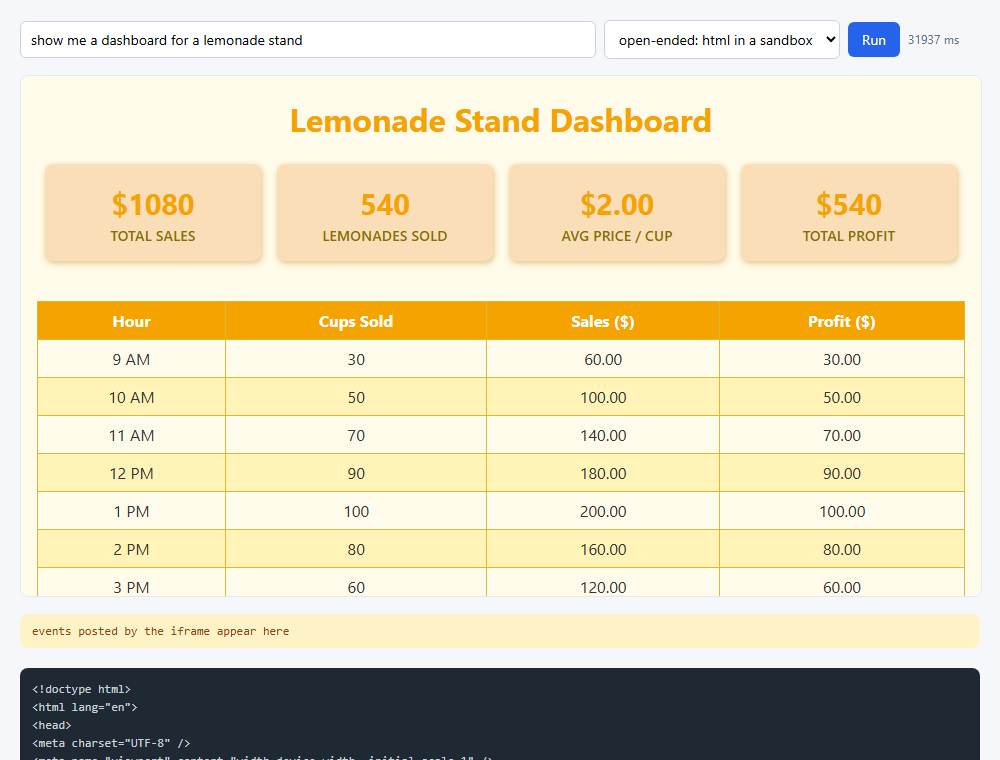 show me a dashboard for a lemonade stand open-ended: html in a sandbox Run 31937 ms
Lemonade Stand Dashboard
$1080 540 $2.00 $540
TOTAL SALES LEMONADES SOLD AVG PRICE / CUP TOTAL PROFIT
Hour Cups Sold Sales ($) Profit ($)
9 AM 30 60.00 30.00
10 AM 50 100.00 50.00
11 AM 70 140.00 70.00
12 PM 90 180.00 90.00
1 PM 100 200.00 100.00
2 PM 80 160.00 80.00
3 PM 60 120.00 60.00
events posted by the iframe appear here
<!doctype html>
<html lang="en">
<head>
<meta charset="UTF-8" />
<meta name="viewport" content="width=device-width, initial-scale=1" />